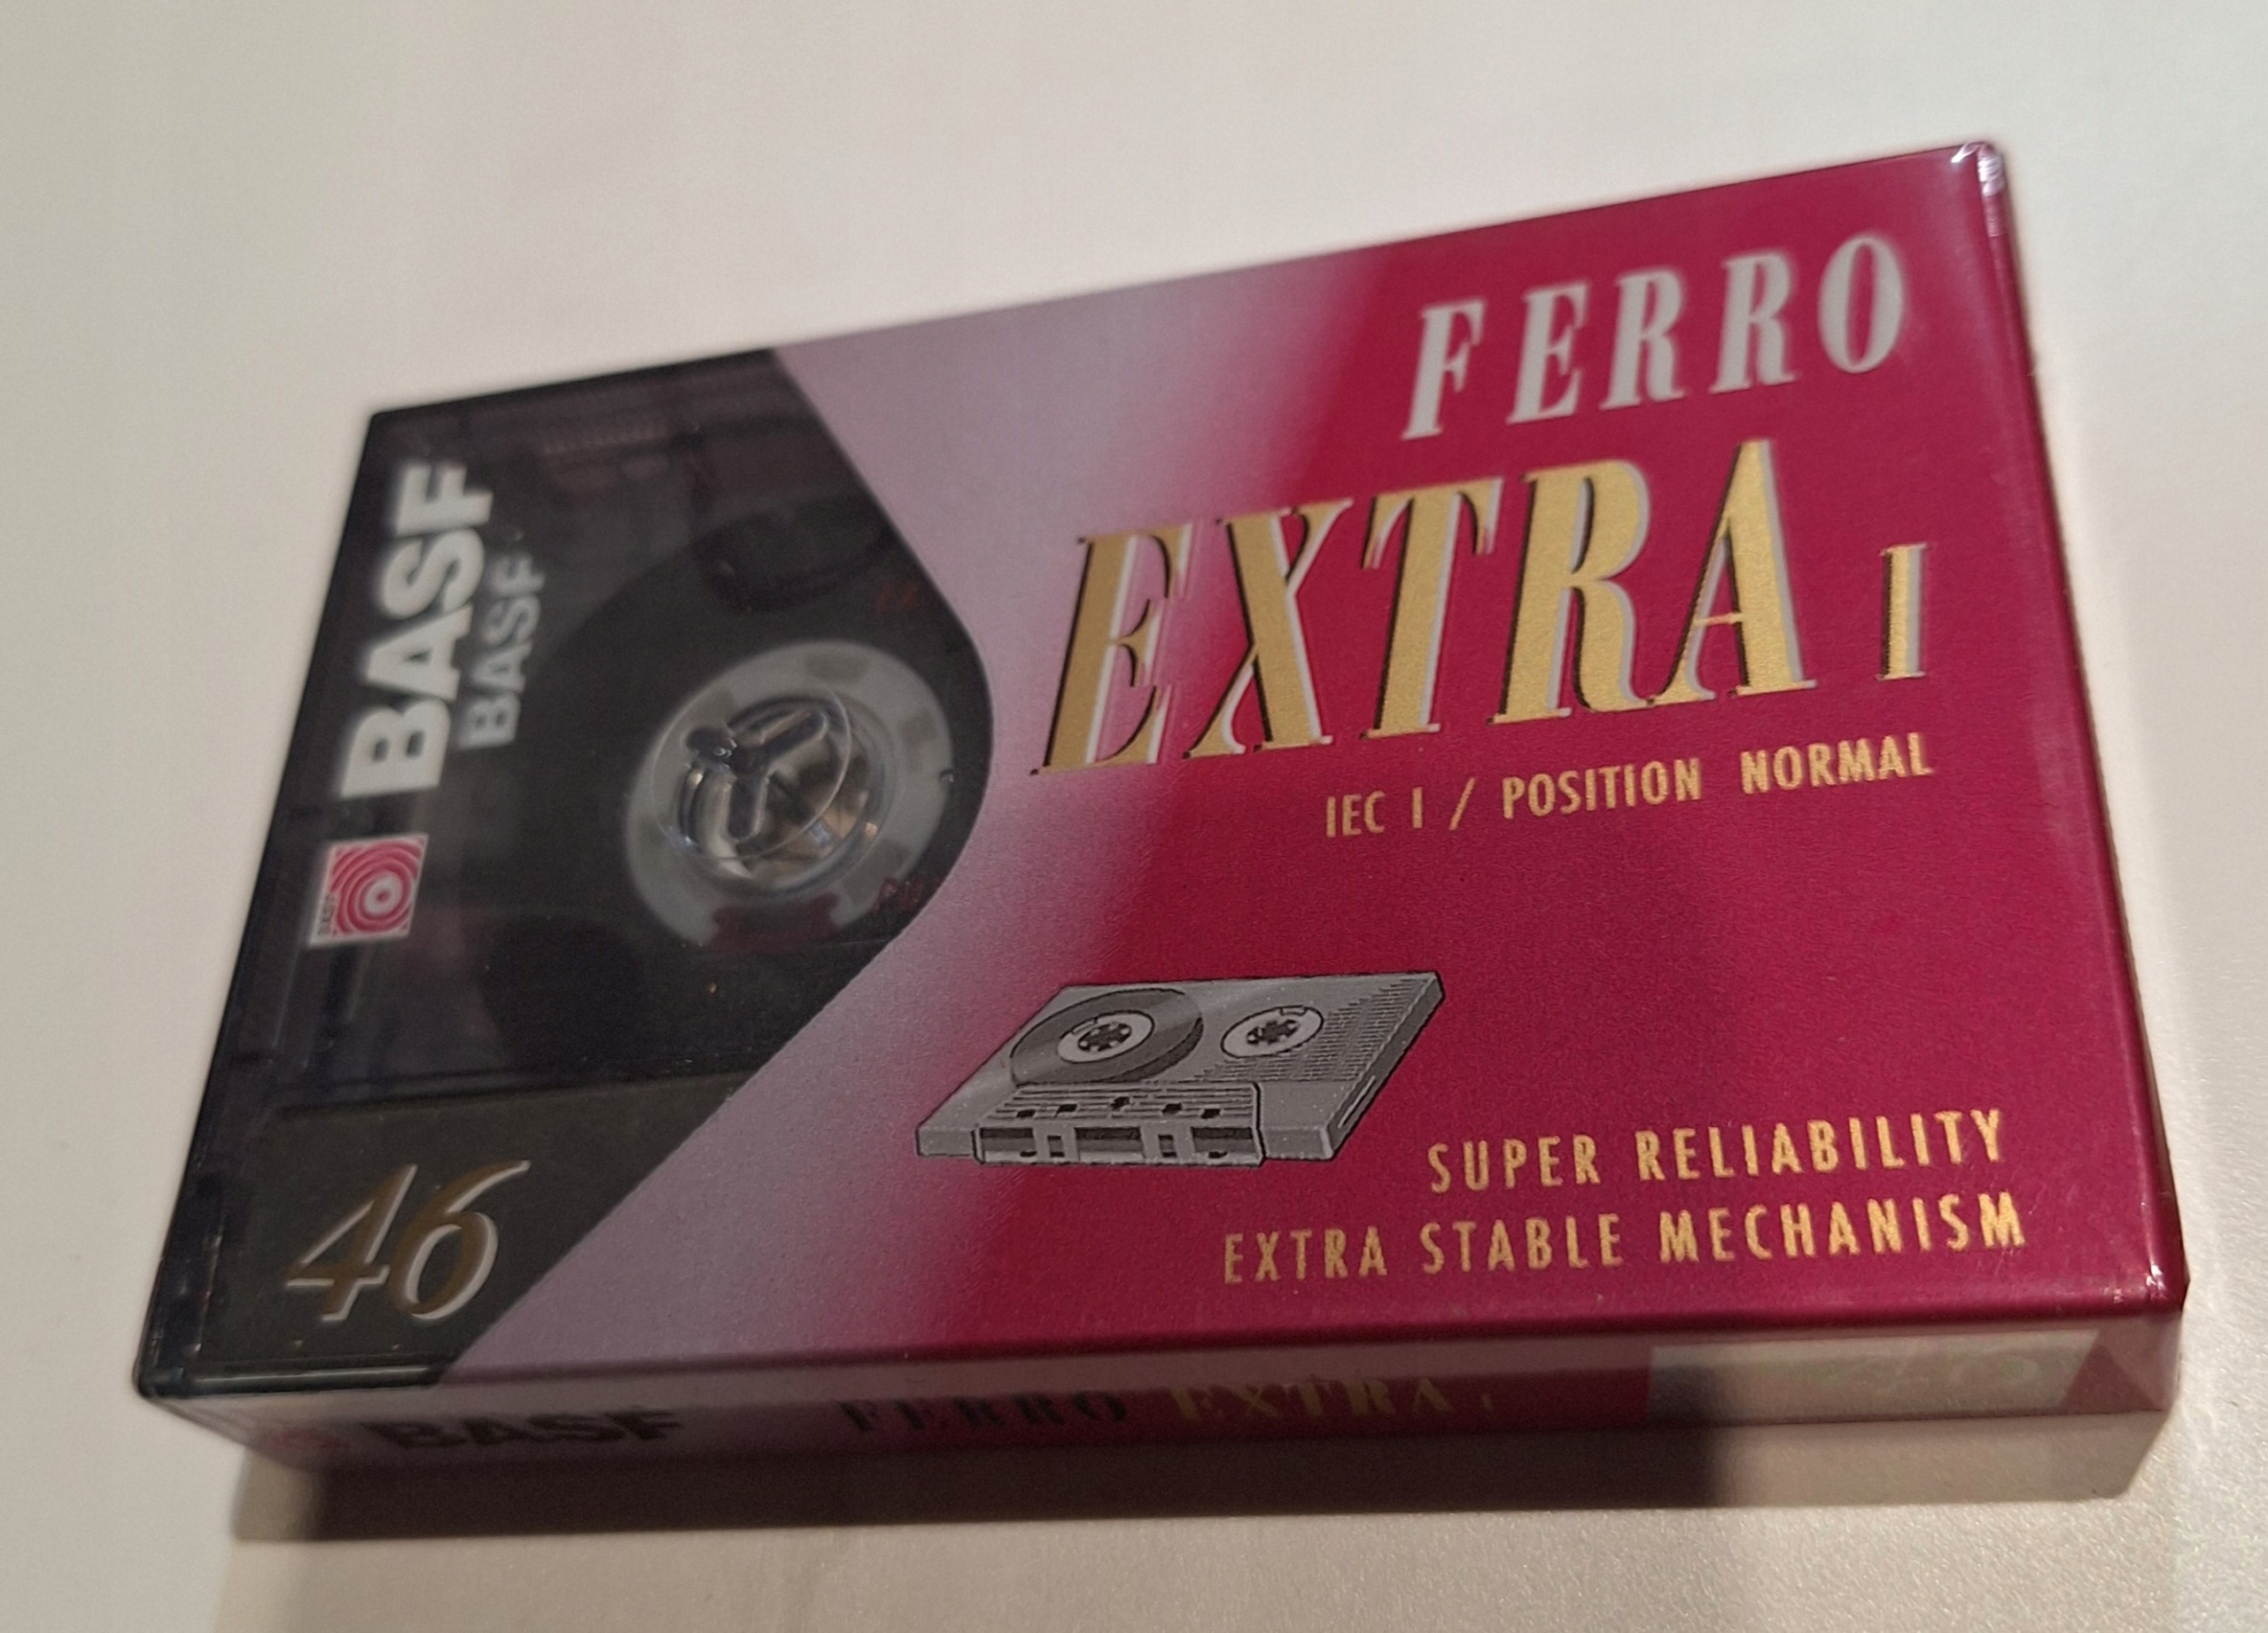 BASF
BASF
FERRO
EXTRA I
IEC I / POSITION NORMAL
SUPER RELIABILITY
EXTRA STABLE MECHANISM
46
BASF FERRO EXTRA I